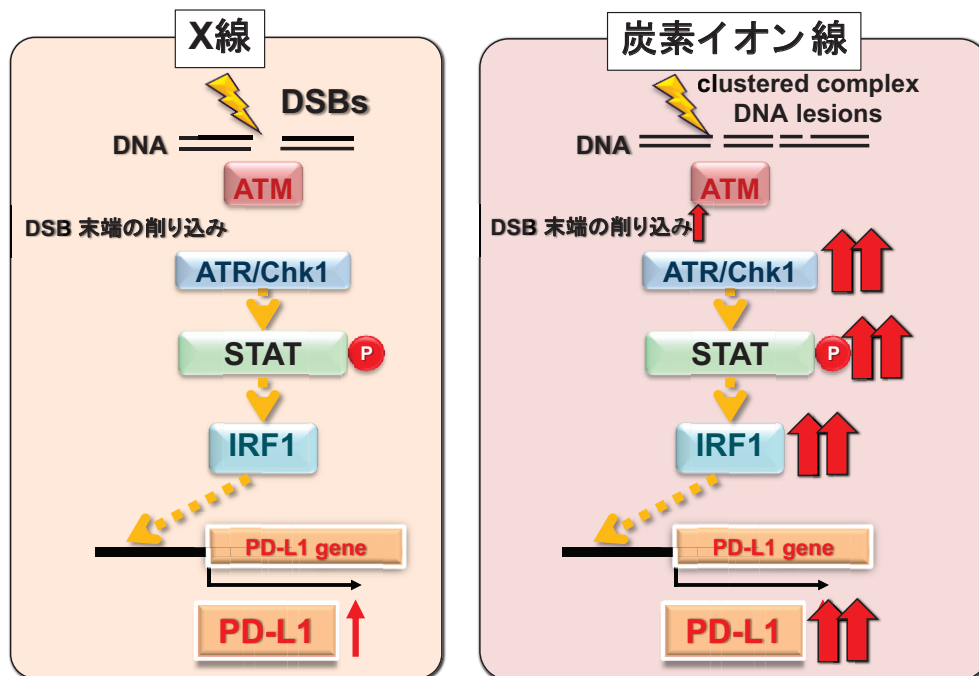 X線
DSBs
DNA
ATM
DSB 末端の削り込み
ATR/Chk1
STAT
P
IRF1
PD-L1 gene
PD-L1
炭素イオン線
clustered complex
DNA lesions
DNA
ATM
DSB 末端の削り込み
ATR/Chk1
STAT
P
IRF1
PD-L1 gene
PD-L1